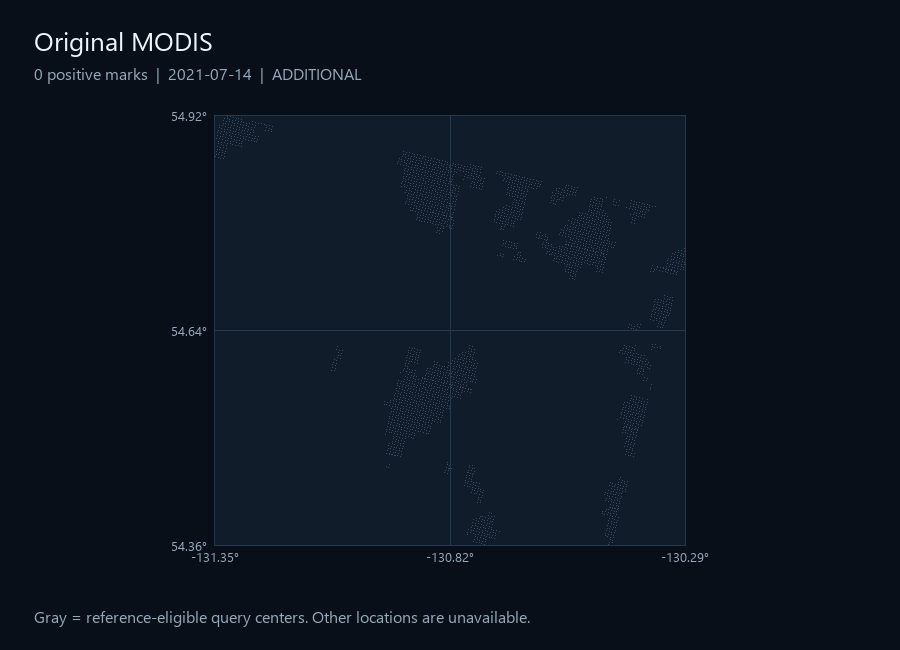 Original MODIS
0 positive marks | 2021-07-14 | ADDITIONAL
54.92°
54.64°
54.36°
-131.35° -130.82° -130.29°
Gray = reference-eligible query centers. Other locations are unavailable.